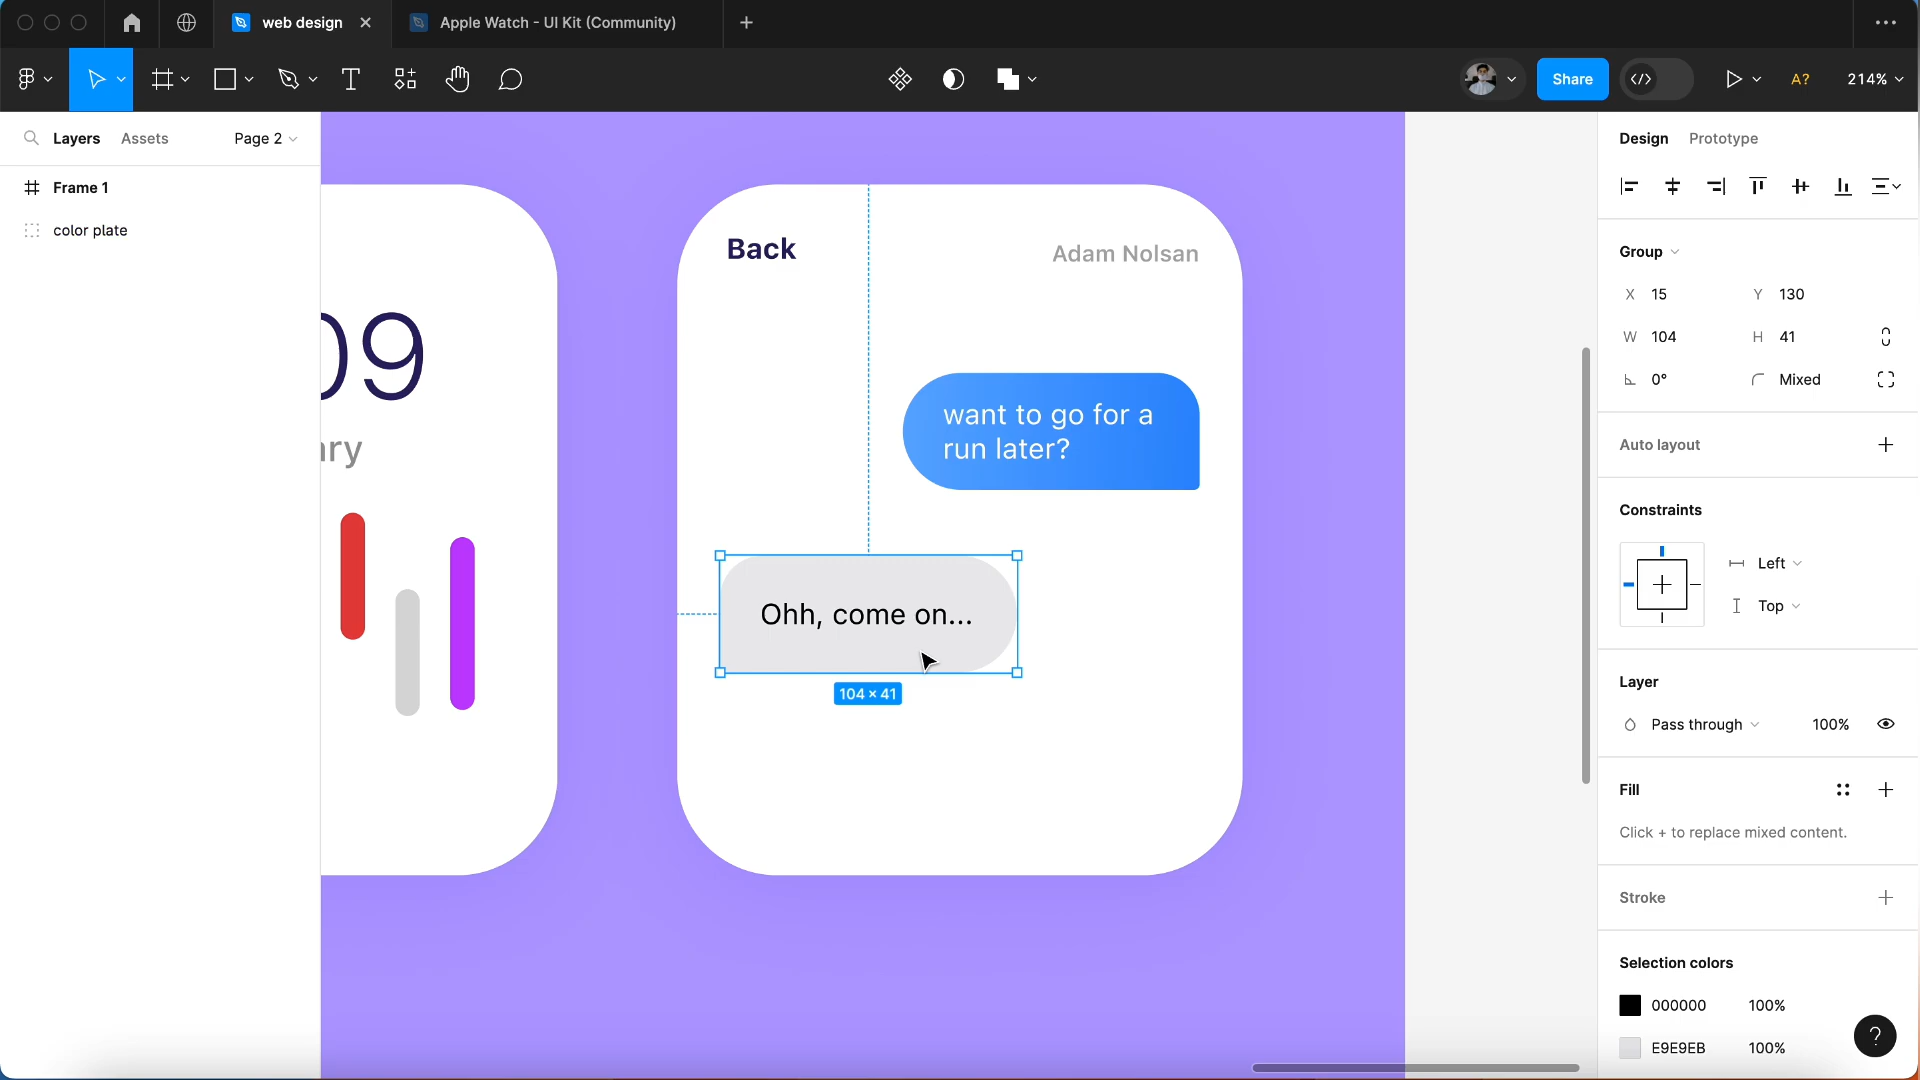 web design
Apple Watch - UI Kit (Community)
Share
A?
214%
Layers
Assets
Page 2
Frame 1
color plate
09
ary
Back
Adam Nolsan
want to go for a
run later?
Ohh, come on...
104 × 41
Design
Prototype
Group
X 15
Y 130
W 104
H 41
0°
Mixed
Auto layout
Constraints
Left
Top
Layer
Pass through
100%
Fill
Click + to replace mixed content.
Stroke
Selection colors
000000
100%
E9E9EB
100%
?